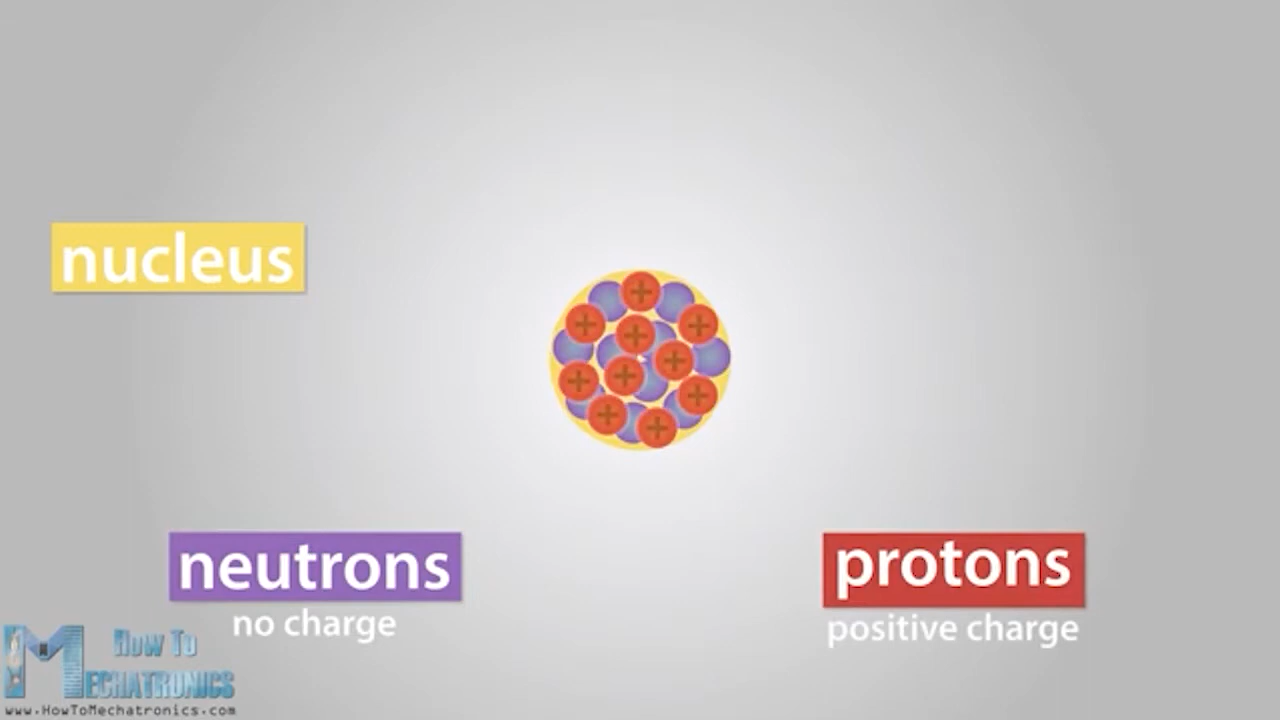 nucleus
neutrons
no charge
protons
positive charge
How To
MECHATRONICS
www.HowToMechatronics.com